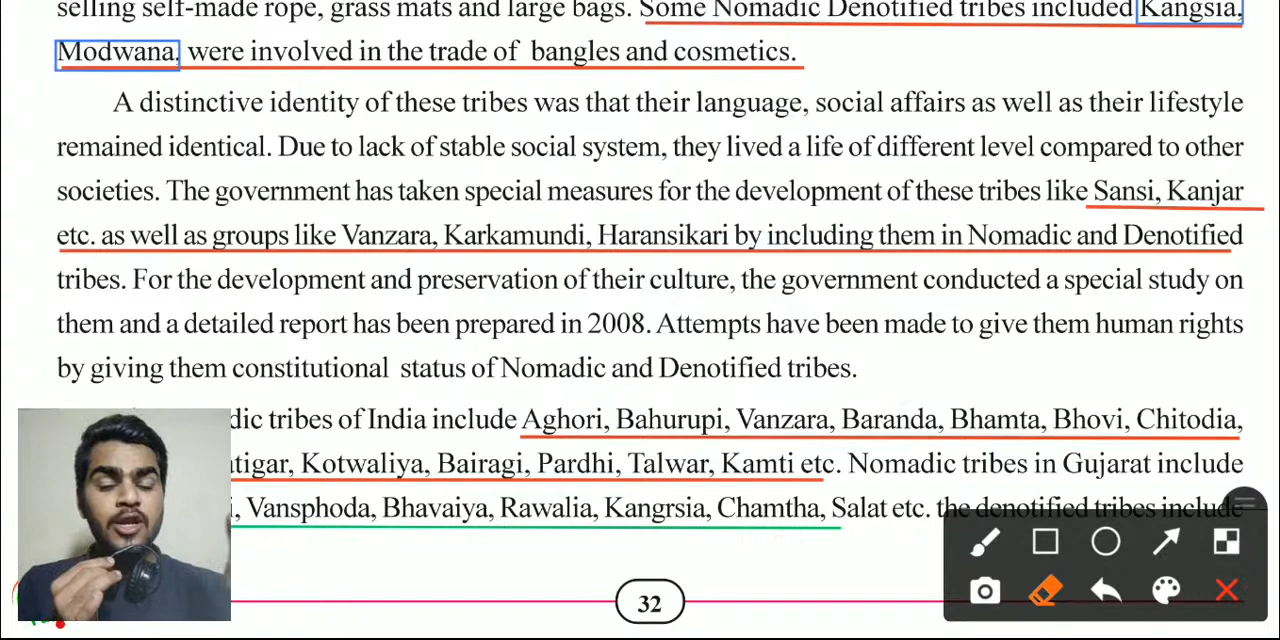 selling self-made rope, grass mats and large bags. Some Nomadic Denotified tribes included Kangsia,
Modwana, were involved in the trade of bangles and cosmetics.
A distinctive identity of these tribes was that their language, social affairs as well as their lifestyle
remained identical. Due to lack of stable social system, they lived a life of different level compared to other
societies. The government has taken special measures for the development of these tribes like Sansi, Kanjar
etc. as well as groups like Vanzara, Karkamundi, Haransikari by including them in Nomadic and Denotified
tribes. For the development and preservation of their culture, the government conducted a special study on
them and a detailed report has been prepared in 2008. Attempts have been made to give them human rights
by giving them constitutional status of Nomadic and Denotified tribes.
dic tribes of India include Aghori, Bahurupi, Vanzara, Baranda, Bhamta, Bhovi, Chitodia,
tigar, Kotwaliya, Bairagi, Pardhi, Talwar, Kamti etc. Nomadic tribes in Gujarat include
i, Vansphoda, Bhavaiya, Rawalia, Kangrsia, Chamtha, Salat etc. the denotified tribes include
32